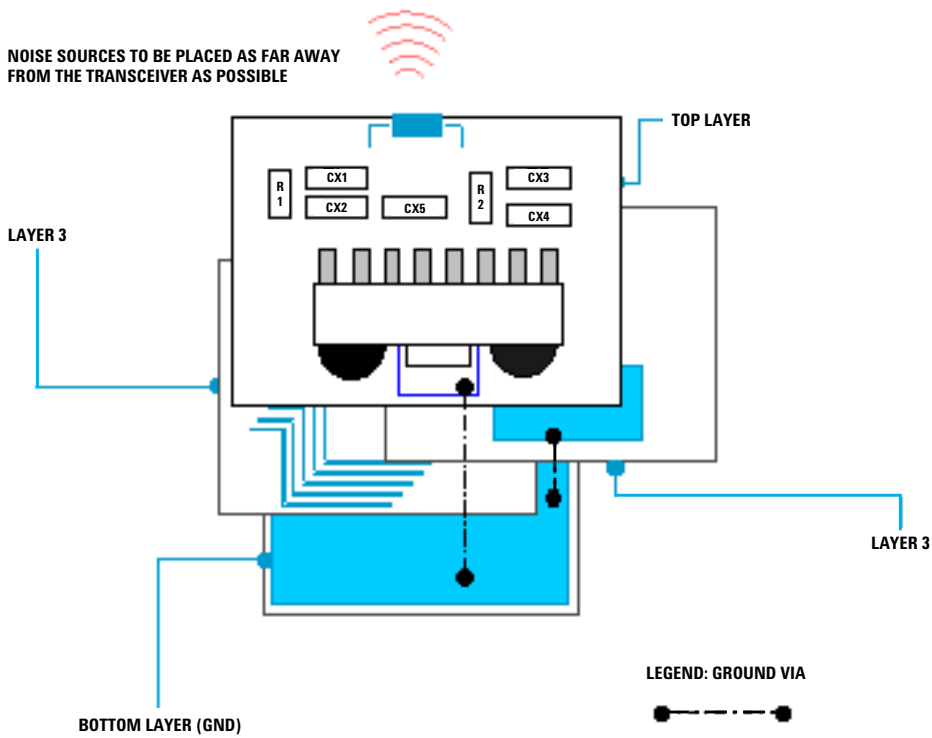 NOISE SOURCES TO BE PLACED AS FAR AWAY
FROM THE TRANSCEIVER AS POSSIBLE
TOP LAYER
R
1
CX1
CX2
CX5
R
2
CX3
CX4
LAYER 3
LAYER 3
LEGEND: GROUND VIA
BOTTOM LAYER (GND)